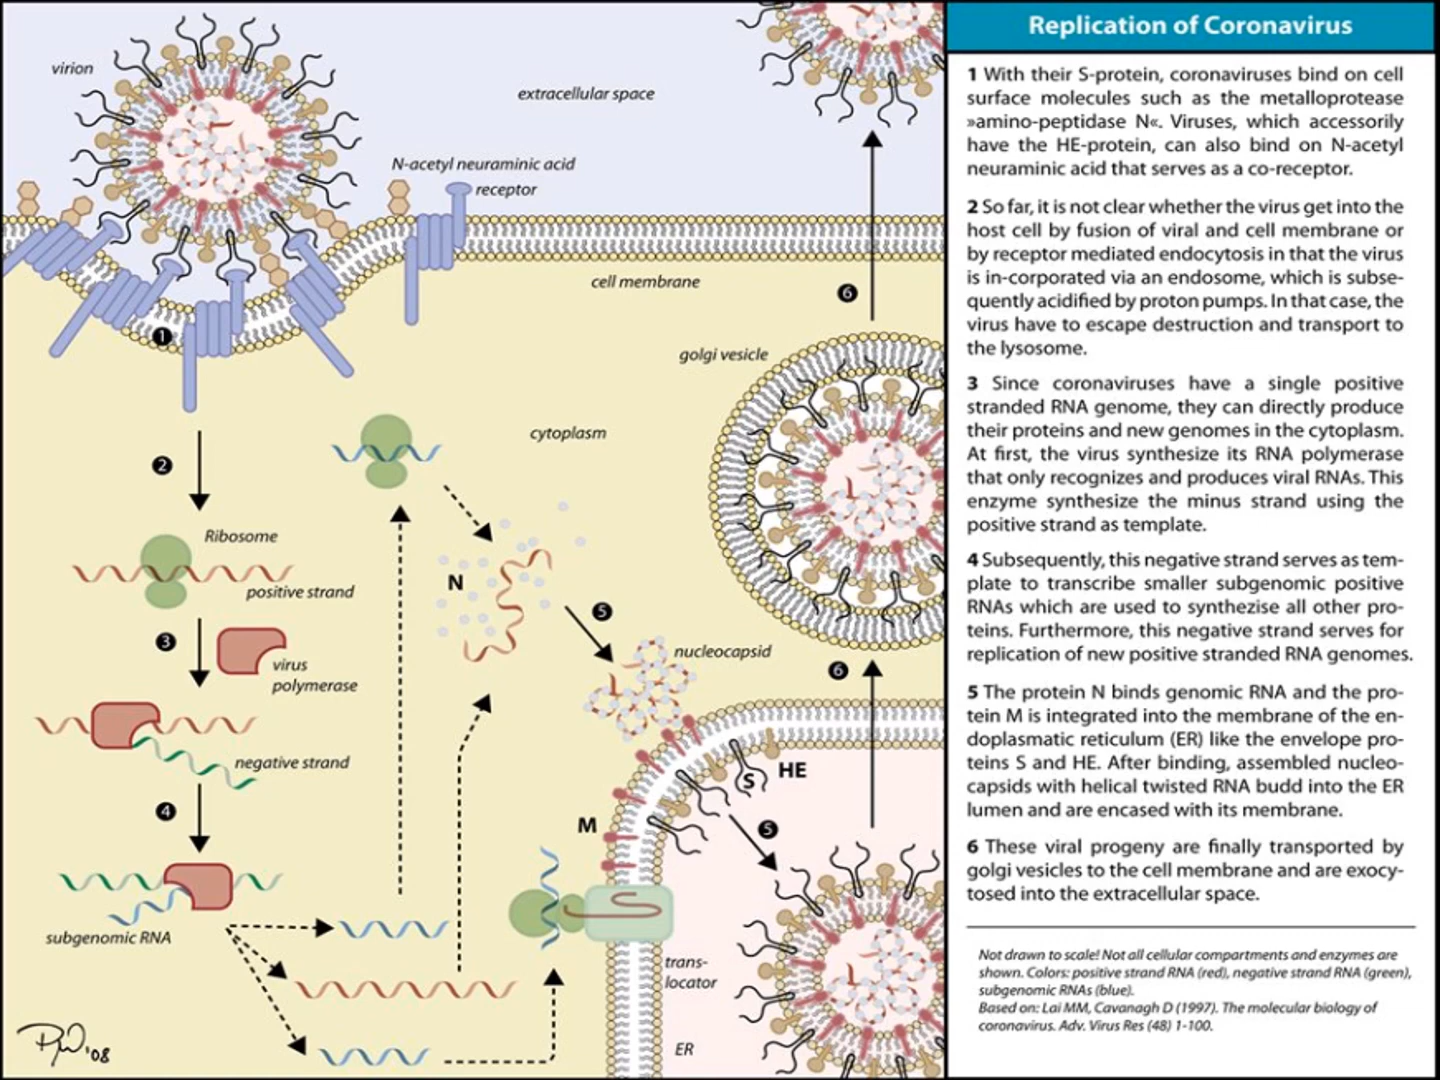 virion
extracellular space
N-acetyl neuraminic acid
receptor
cell membrane
1
6
golgi vesicle
cytoplasm
2
Ribosome
positive strand
N
5
3
virus
polymerase
nucleocapsid
6
negative strand
S
HE
4
M
5
subgenomic RNA
trans-
locator
ER
'08
Replication of Coronavirus
1 With their S-protein, coronaviruses bind on cell
surface molecules such as the metalloprotease
»amino-peptidase N«. Viruses, which accessorily
have the HE-protein, can also bind on N-acetyl
neuraminic acid that serves as a co-receptor.
2 So far, it is not clear whether the virus get into the
host cell by fusion of viral and cell membrane or
by receptor mediated endocytosis in that the virus
is in-corporated via an endosome, which is subse-
quently acidified by proton pumps. In that case, the
virus have to escape destruction and transport to
the lysosome.
3 Since coronaviruses have a single positive
stranded RNA genome, they can directly produce
their proteins and new genomes in the cytoplasm.
At first, the virus synthesize its RNA polymerase
that only recognizes and produces viral RNAs. This
enzyme synthesize the minus strand using the
positive strand as template.
4 Subsequently, this negative strand serves as tem-
plate to transcribe smaller subgenomic positive
RNAs which are used to synthezise all other pro-
teins. Furthermore, this negative strand serves for
replication of new positive stranded RNA genomes.
5 The protein N binds genomic RNA and the pro-
tein M is integrated into the membrane of the en-
doplasmatic reticulum (ER) like the envelope pro-
teins S and HE. After binding, assembled nucleo-
capsids with helical twisted RNA budd into the ER
lumen and are encased with its membrane.
6 These viral progeny are finally transported by
golgi vesicles to the cell membrane and are exocy-
tosed into the extracellular space.
Not drawn to scale! Not all cellular compartments and enzymes are
shown. Colors: positive strand RNA (red), negative strand RNA (green),
subgenomic RNAs (blue).
Based on: Lai MM, Cavanagh D (1997). The molecular biology of
coronavirus. Adv. Virus Res (48) 1-100.